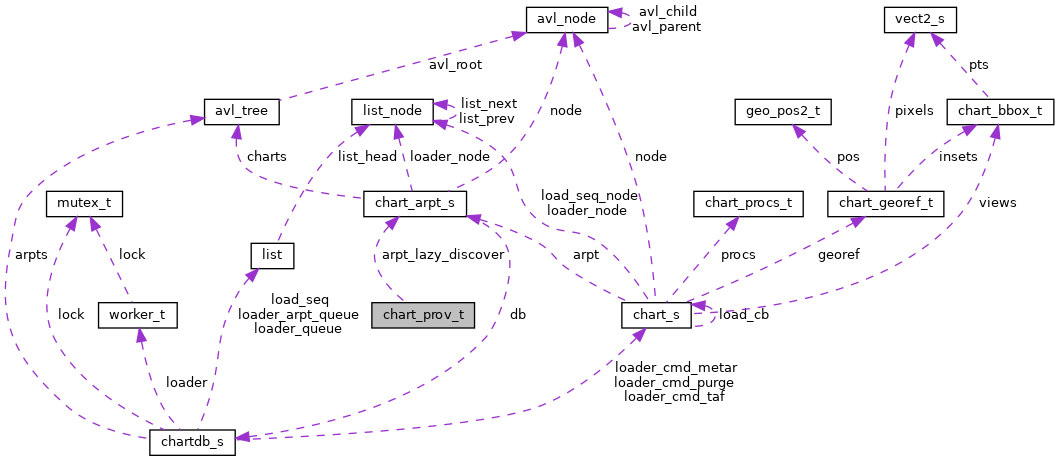 avl_node
avl_child
avl_parent
vect2_s
avl_root
pts
avl_tree
list_node
list_next
list_prev
node
geo_pos2_t
pixels
chart_bbox_t
charts
list_head
loader_node
node
pos
insets
mutex_t
chart_arpt_s
load_seq_node
loader_node
chart_procs_t
chart_georef_t
views
arpts
lock
list
arpt_lazy_discover
arpt
procs
georef
lock
worker_t
load_seq
loader_arpt_queue
loader_queue
chart_prov_t
db
chart_s
load_cb
loader
loader_cmd_metar
loader_cmd_purge
loader_cmd_taf
chartdb_s